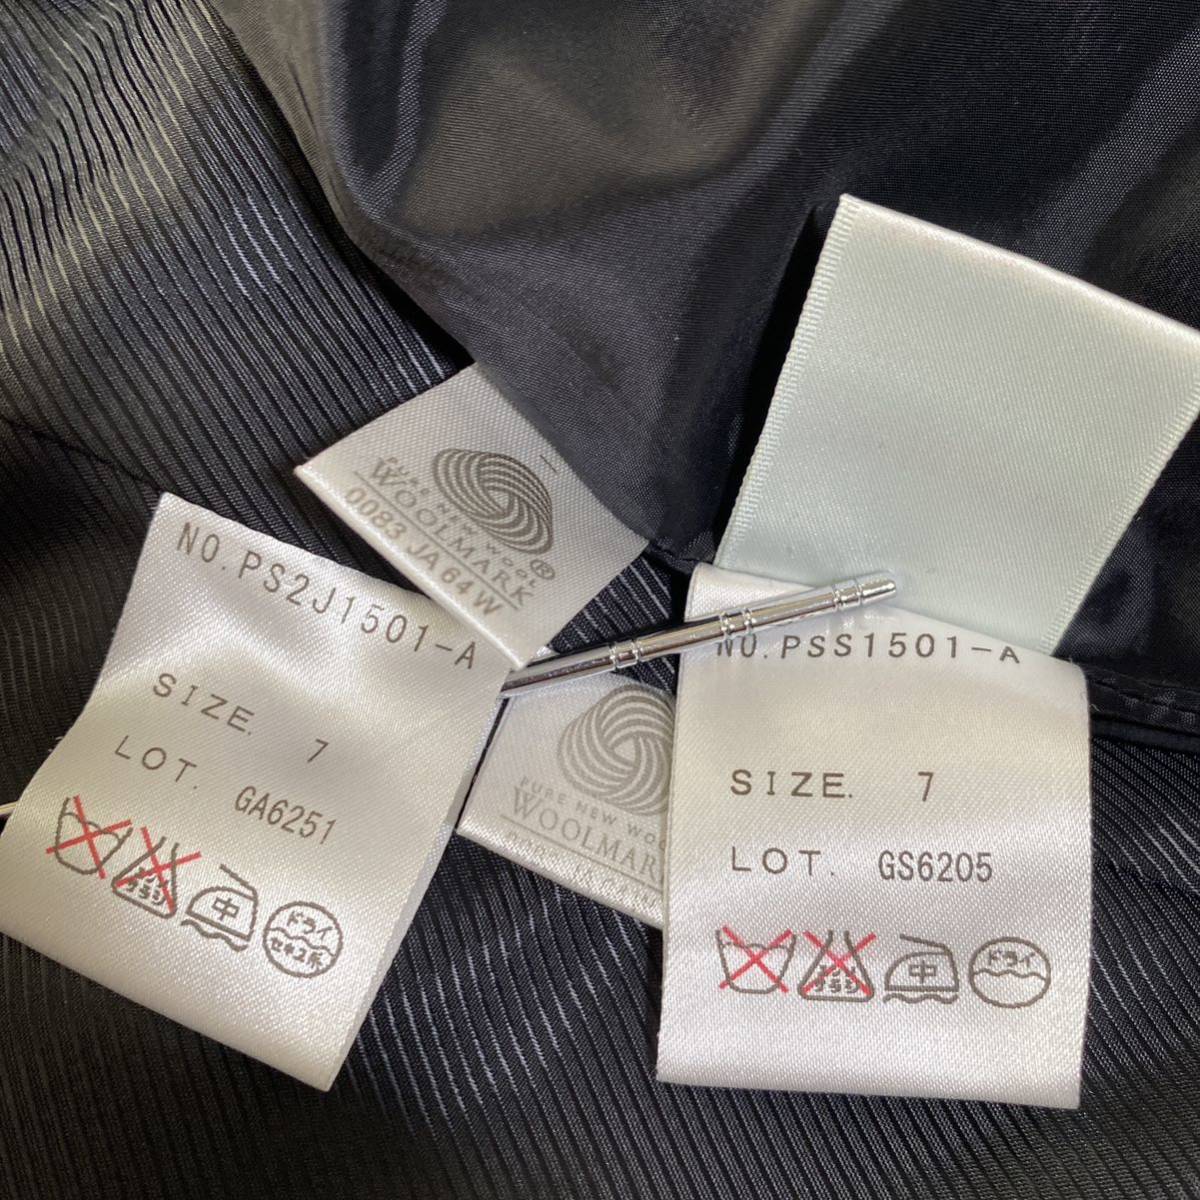 PURE NEW WOOL
WOOLMARK
0083 JA 64 W
NO.PS2J1501-A
SIZE. 7
LOT. GA6251
エンソ
サラシ
中
ドライ
セキユ系
PURE NEW WOO
WOOLMARK
NO.PSS1501-A
SIZE. 7
LOT. GS6205
エンソ
サラシ
中
ドライ